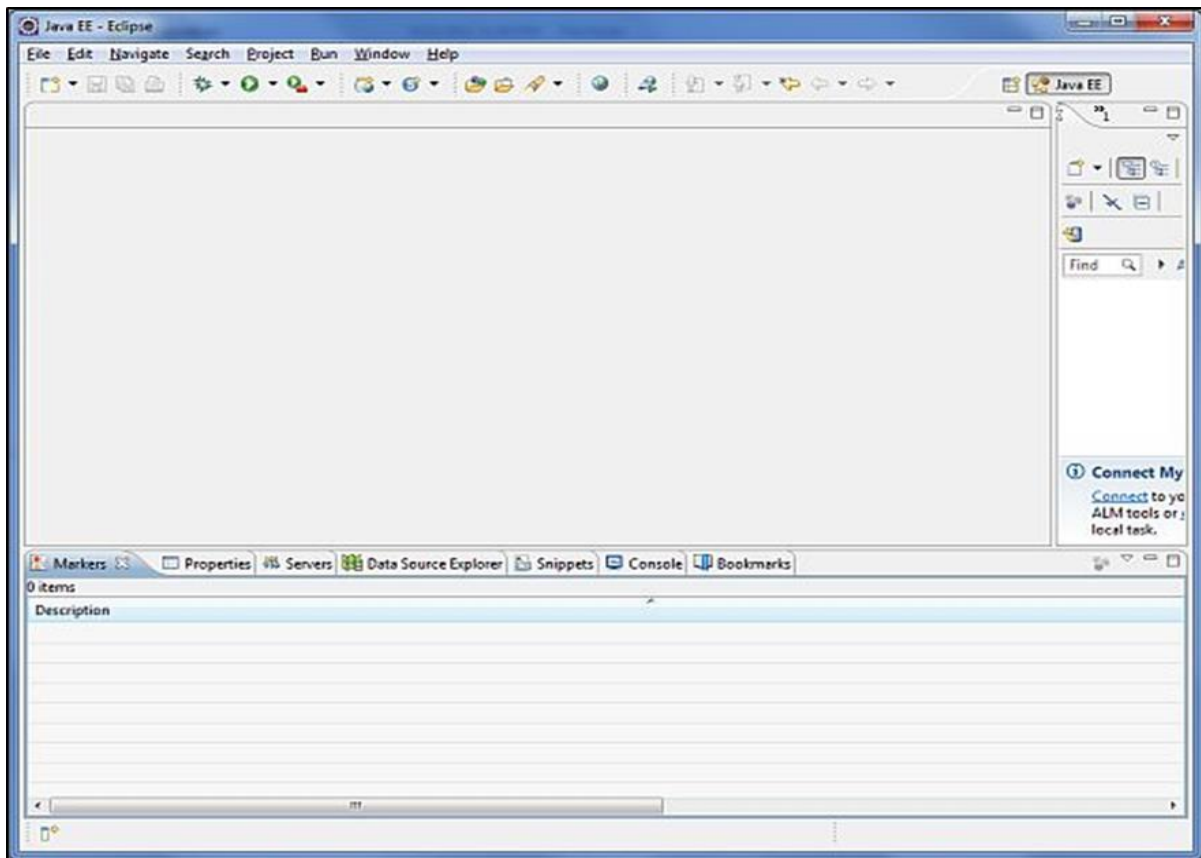 Java EE - Eclipse
File Edit Navigate Search Project Run Window Help
Java EE
1
Find
Connect My
Connect to yo
ALM tools or
local task.
Markers Properties Servers Data Source Explorer Snippets Console Bookmarks
0 items
Description